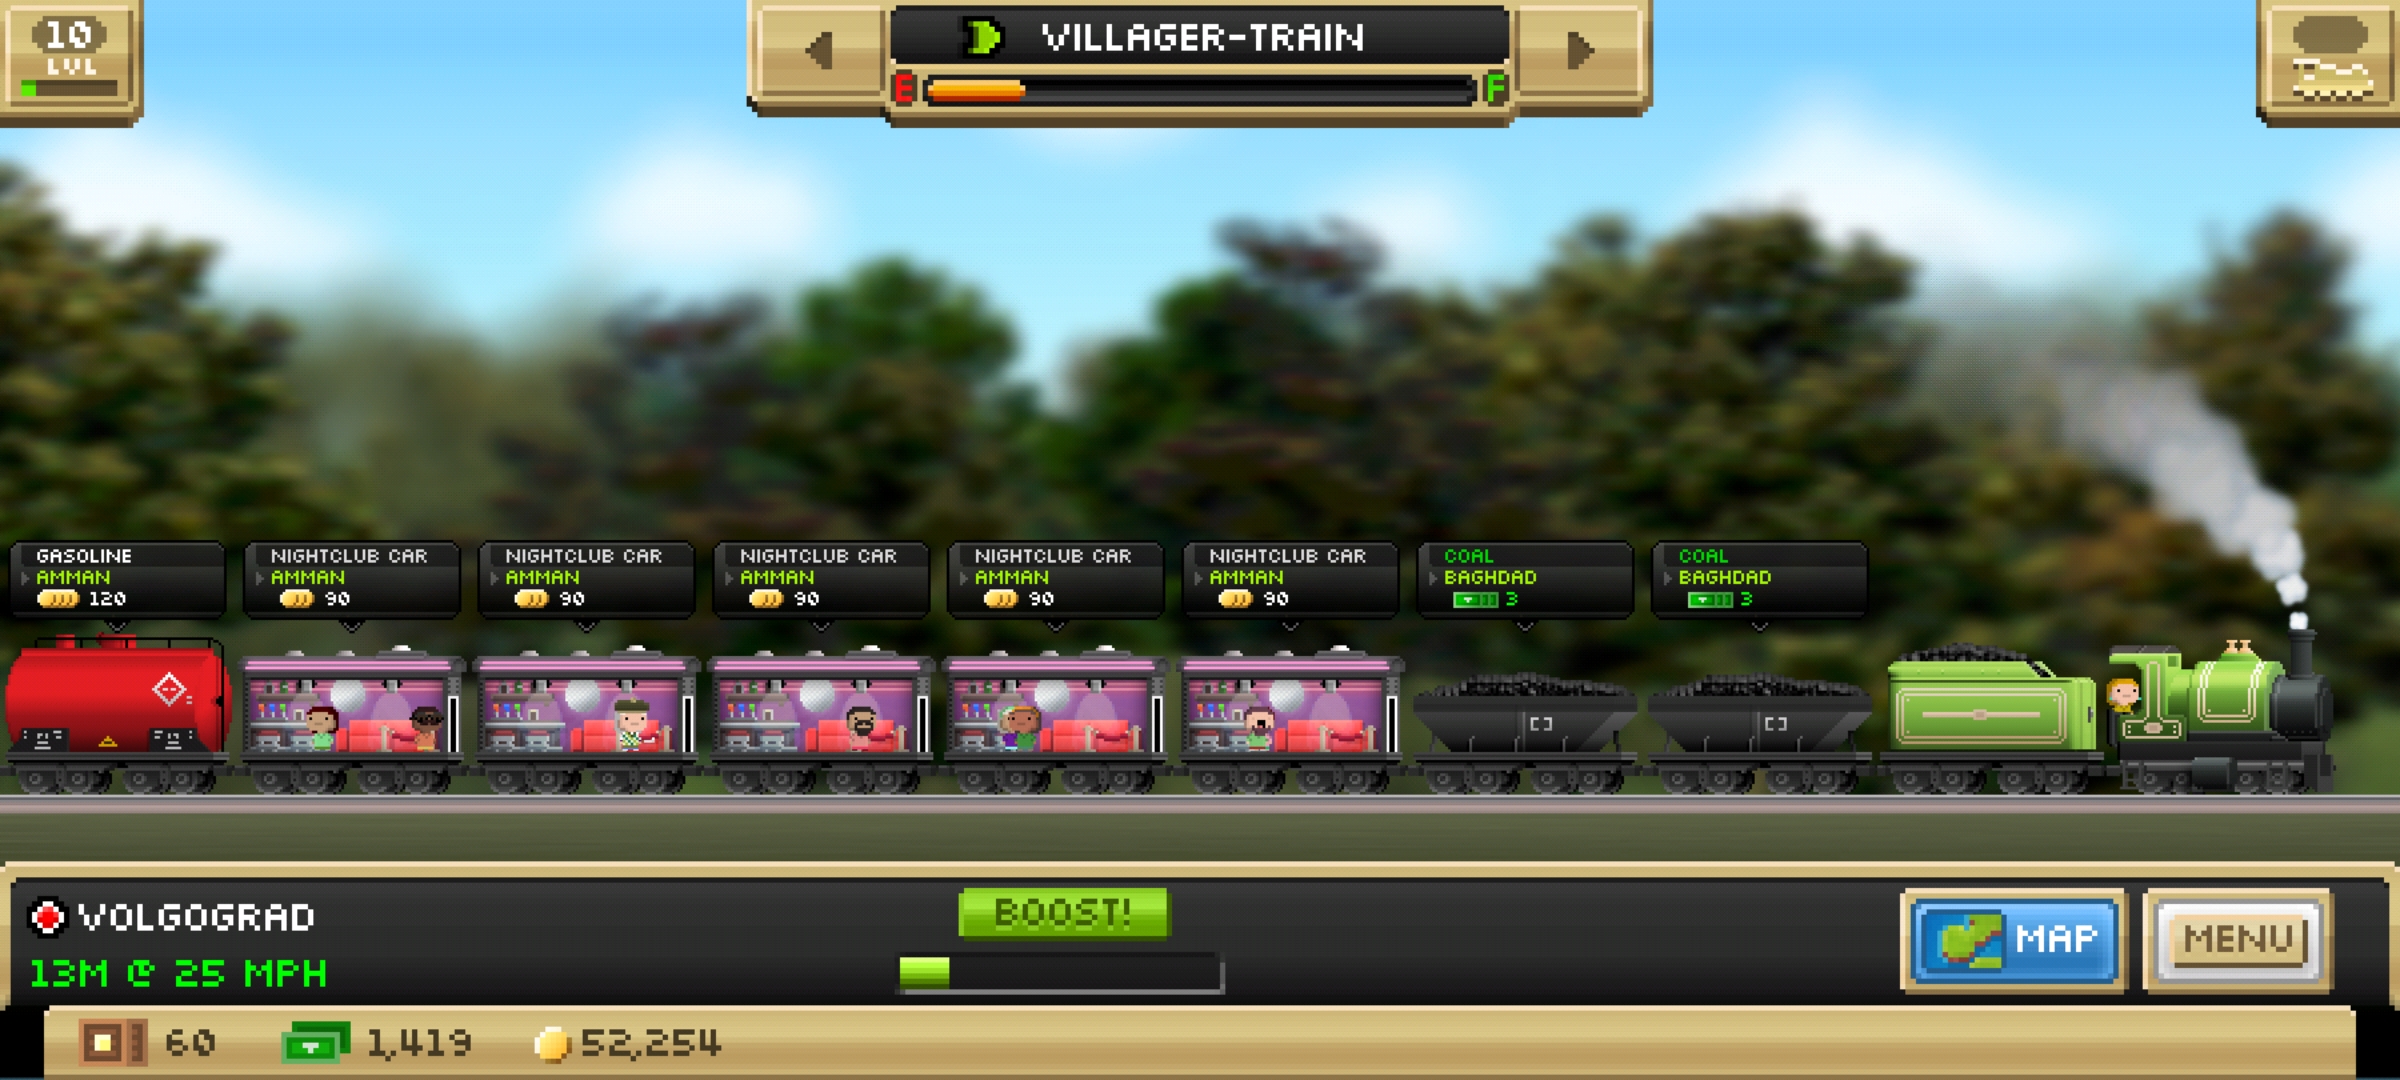 10
LVL
VILLAGER-TRAIN
E F
GASOLINE
AMMAN
120
NIGHTCLUB CAR
AMMAN
90
NIGHTCLUB CAR
AMMAN
90
NIGHTCLUB CAR
AMMAN
90
NIGHTCLUB CAR
AMMAN
90
NIGHTCLUB CAR
AMMAN
90
COAL
BAGHDAD
3
COAL
BAGHDAD
3
VOLGOGRAD
13M @ 25 MPH
BOOST!
MAP
MENU
60
1,419
52,254